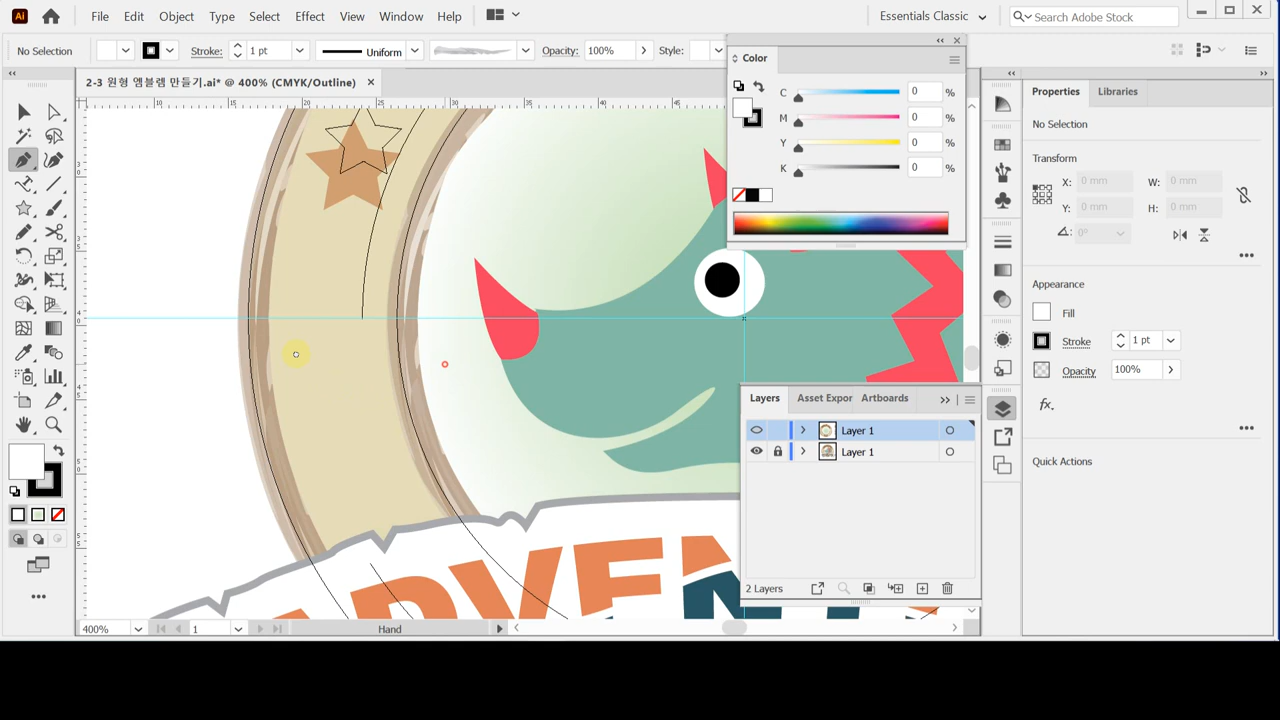 Ai File Edit Object Type Select Effect View Window Help Essentials Classic Search Adobe Stock
No Selection Stroke: 1 pt Uniform Opacity: 100% Style:
2-3 원형 엠블렘 만들기.ai* @ 400% (CMYK/Outline)
Color
C 0 %
M 0 %
Y 0 %
K 0 %
Properties Libraries
No Selection
Transform
X: 0 mm W: 0 mm
Y: 0 mm H: 0 mm
0°
Appearance
Fill
Stroke 1 pt
Opacity 100%
fx
Quick Actions
Layers Asset Expor Artboards
Layer 1
Layer 1
2 Layers
ADVEN
400% 1 Hand